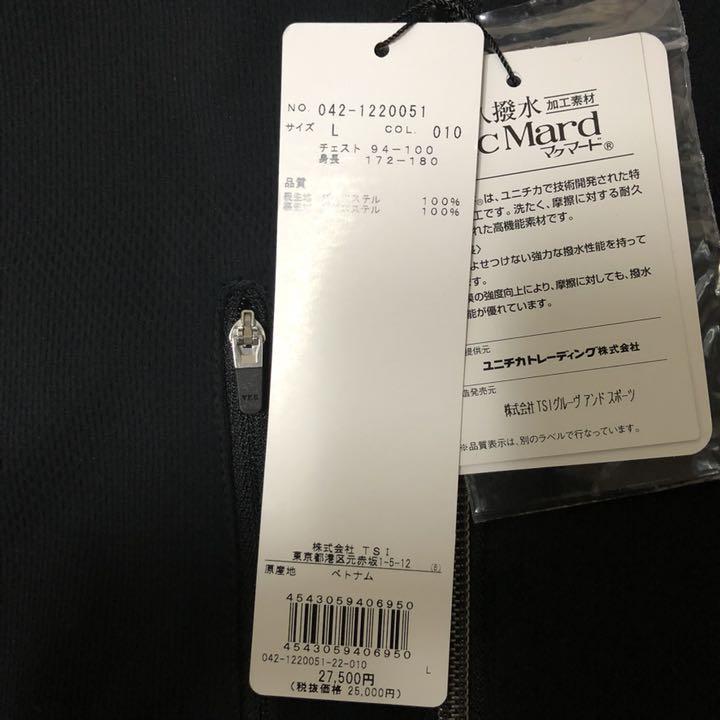 NO. 042-1220051
サイズ L COL. 010
チェスト 94-100
身長 172-180
品質
100%
100%
株式会社 TSI
東京都港区元赤坂1-5-12 (B)
原産地 ベトナム
4543059406950
4543059406950
042-1220051-22-010 L
27,500円
(税抜価格 25,000円)
撥水 加工素材
c Mard
マックマード®
®は、ユニチカで技術開発された特
工です。洗たく、摩擦に対する耐久
れた高機能素材です。
〉
よせつけない強力な撥水性能を持って
す。
の強度向上により、摩擦に対しても、撥水
能が優れています。
提供元
ユニチカトレーディング株式会社
造発売元
株式会社 TSIグルーヴ アンド スポーツ
※品質表示は、別のラベルで行なっています。
YKK